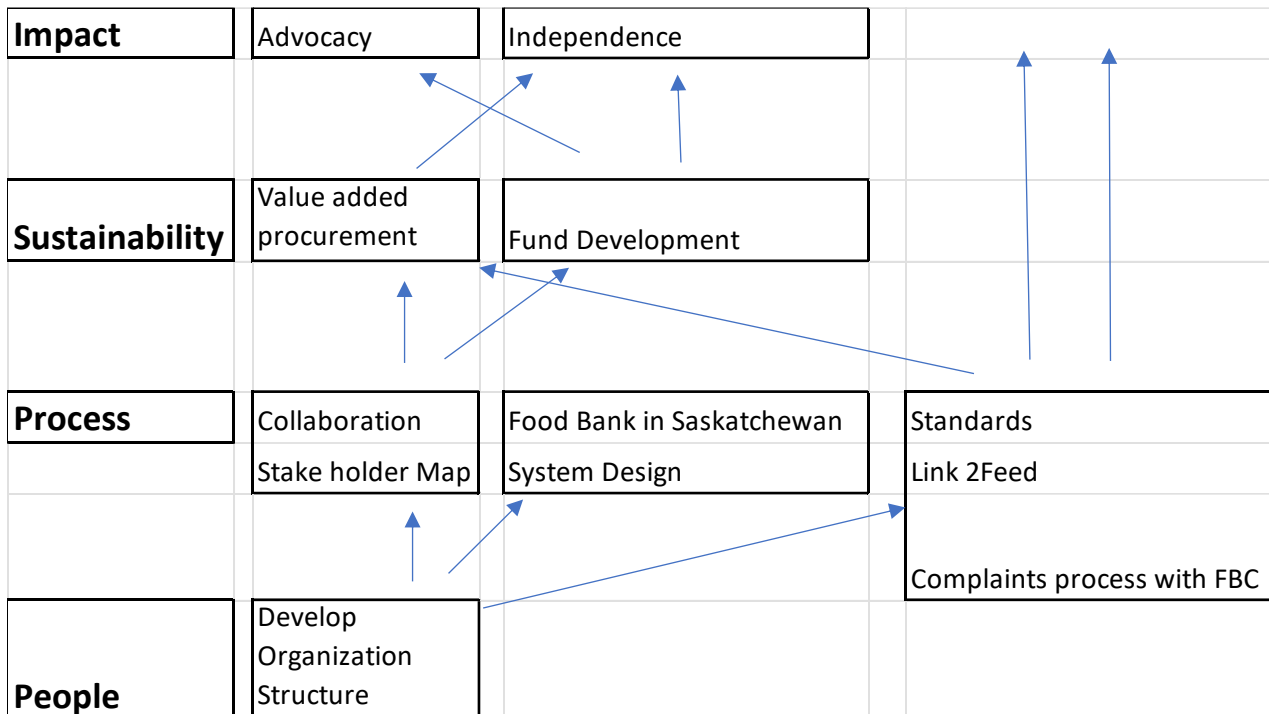 Impact
Advocacy
Independence
Sustainability
Value added
procurement
Fund Development
Process
Collaboration
Stake holder Map
Food Bank in Saskatchewan
System Design
Standards
Link 2Feed
Complaints process with FBC
People
Develop
Organization
Structure